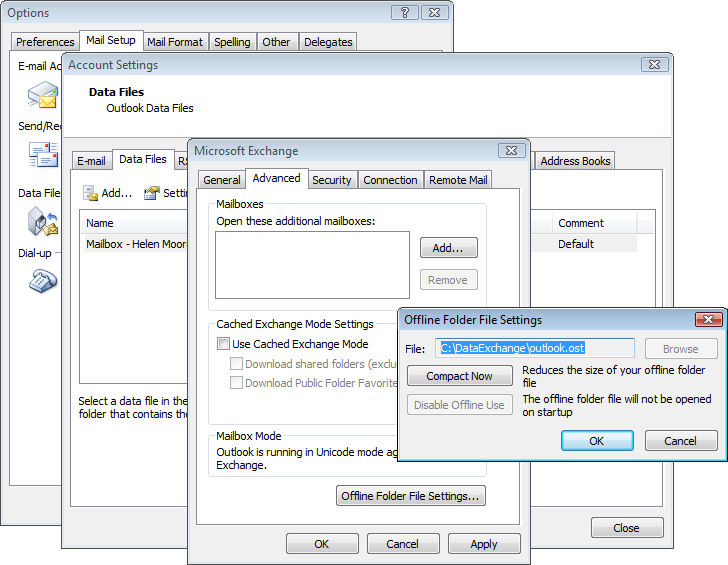 Options
Preferences
Mail Setup
Mail Format
Spelling
Other
Delegates
E-mail Ac
Send/Rec
Data File
Dial-up
Account Settings
Data Files
Outlook Data Files
E-mail
Data Files
RS
Address Books
Add...
Settin
Name
Comment
Mailbox - Helen Moor
Default
Select a data file in the
folder that contains the
Close
Microsoft Exchange
General
Advanced
Security
Connection
Remote Mail
Mailboxes
Open these additional mailboxes:
Add...
Remove
Cached Exchange Mode Settings
Use Cached Exchange Mode
Download shared folders (exclu
Download Public Folder Favorite
Mailbox Mode
Outlook is running in Unicode mode aga
Exchange.
Offline Folder File Settings...
OK
Cancel
Apply
Offline Folder File Settings
File:
C:\DataExchange\outlook.ost
Browse
Compact Now
Reduces the size of your offline folder
file
Disable Offline Use
The offline folder file will not be opened
on startup
OK
Cancel